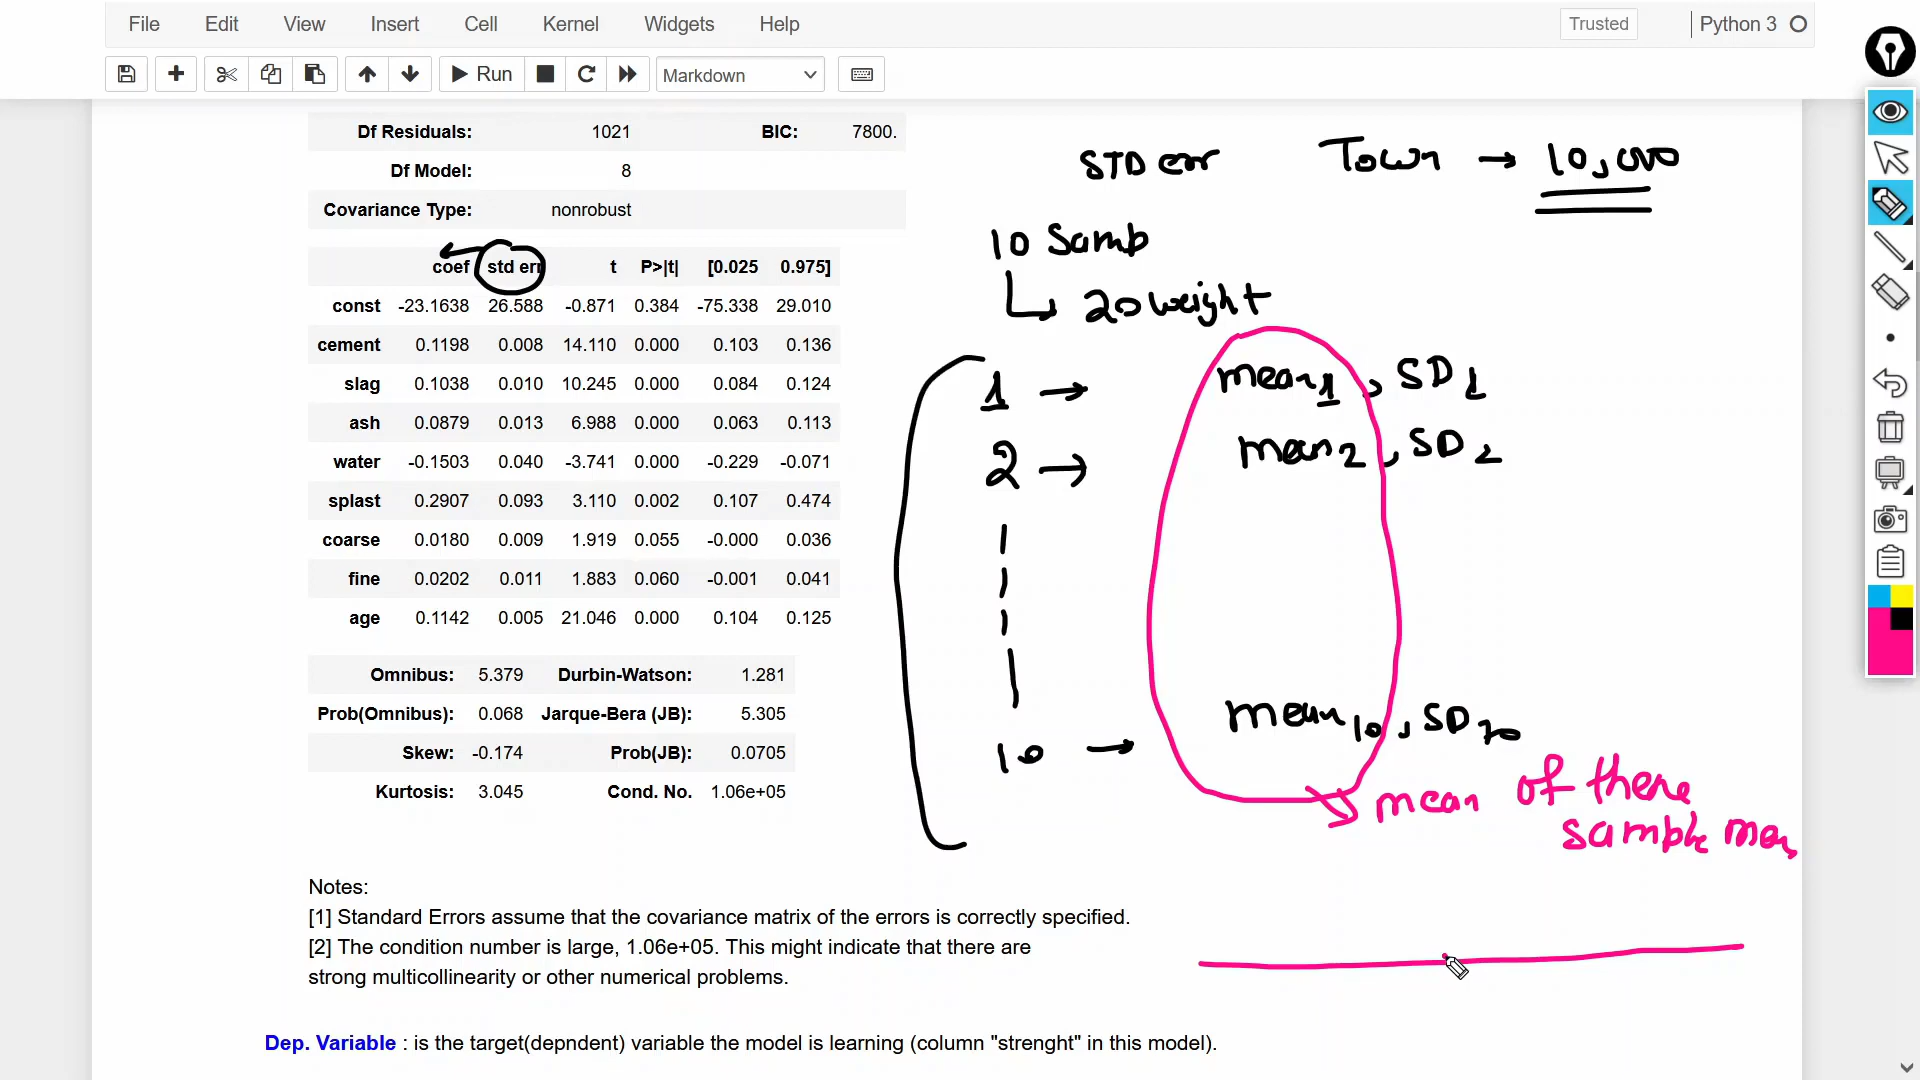 File Edit View Insert Cell Kernel Widgets Help Trusted Python 3
Run Markdown
Df Residuals: 1021 BIC: 7800.
Df Model: 8
Covariance Type: nonrobust
coef std err t P>|t| [0.025 0.975]
const -23.1638 26.588 -0.871 0.384 -75.338 29.010
cement 0.1198 0.008 14.110 0.000 0.103 0.136
slag 0.1038 0.010 10.245 0.000 0.084 0.124
ash 0.0879 0.013 6.988 0.000 0.063 0.113
water -0.1503 0.040 -3.741 0.000 -0.229 -0.071
splast 0.2907 0.093 3.110 0.002 0.107 0.474
coarse 0.0180 0.009 1.919 0.055 -0.000 0.036
fine 0.0202 0.011 1.883 0.060 -0.001 0.041
age 0.1142 0.005 21.046 0.000 0.104 0.125
Omnibus: 5.379 Durbin-Watson: 1.281
Prob(Omnibus): 0.068 Jarque-Bera (JB): 5.305
Skew: -0.174 Prob(JB): 0.0705
Kurtosis: 3.045 Cond. No. 1.06e+05
STD err Town → 10,000
10 Samp
20 weight
1 → mean1, SD1
2 → mean2, SD2
10 → mean10, SD10
mean of there
sample mean
Notes:
[1] Standard Errors assume that the covariance matrix of the errors is correctly specified.
[2] The condition number is large, 1.06e+05. This might indicate that there are
strong multicollinearity or other numerical problems.
Dep. Variable : is the target(depndent) variable the model is learning (column "strenght" in this model).